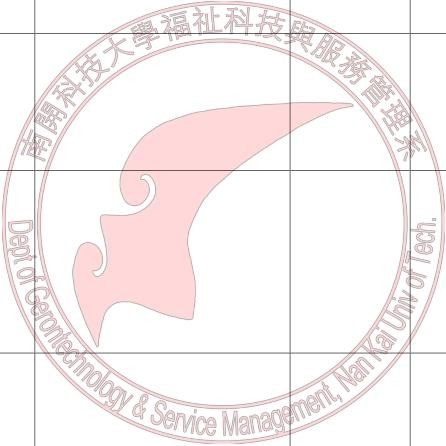 南開科技大學福祉科技與服務管理系
Dept of Gerontechnology & Service Management, Nan Kai Univ of Tech.